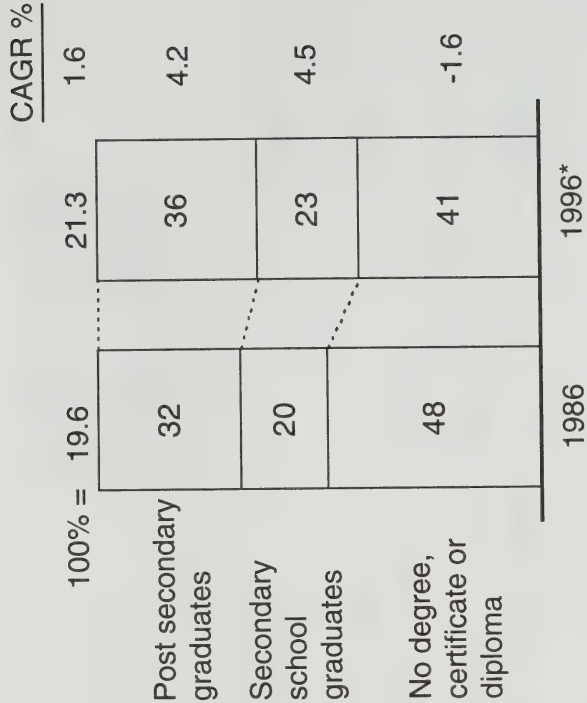 CAGR %
100% = 19.6 21.3 1.6
Post secondary
graduates
32 36 4.2
Secondary
school
graduates
20 23 4.5
No degree,
certificate or
diploma
48 41 -1.6
1986 1996*